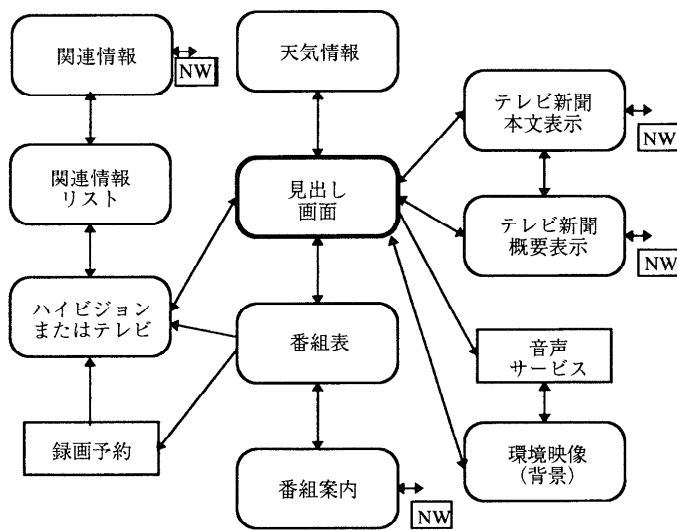 関連情報
NW
天気情報
テレビ新聞
本文表示
NW
関連情報
リスト
見出し
画面
テレビ新聞
概要表示
NW
ハイビジョン
またはテレビ
番組表
音声
サービス
録画予約
番組案内
NW
環境映像
(背景)